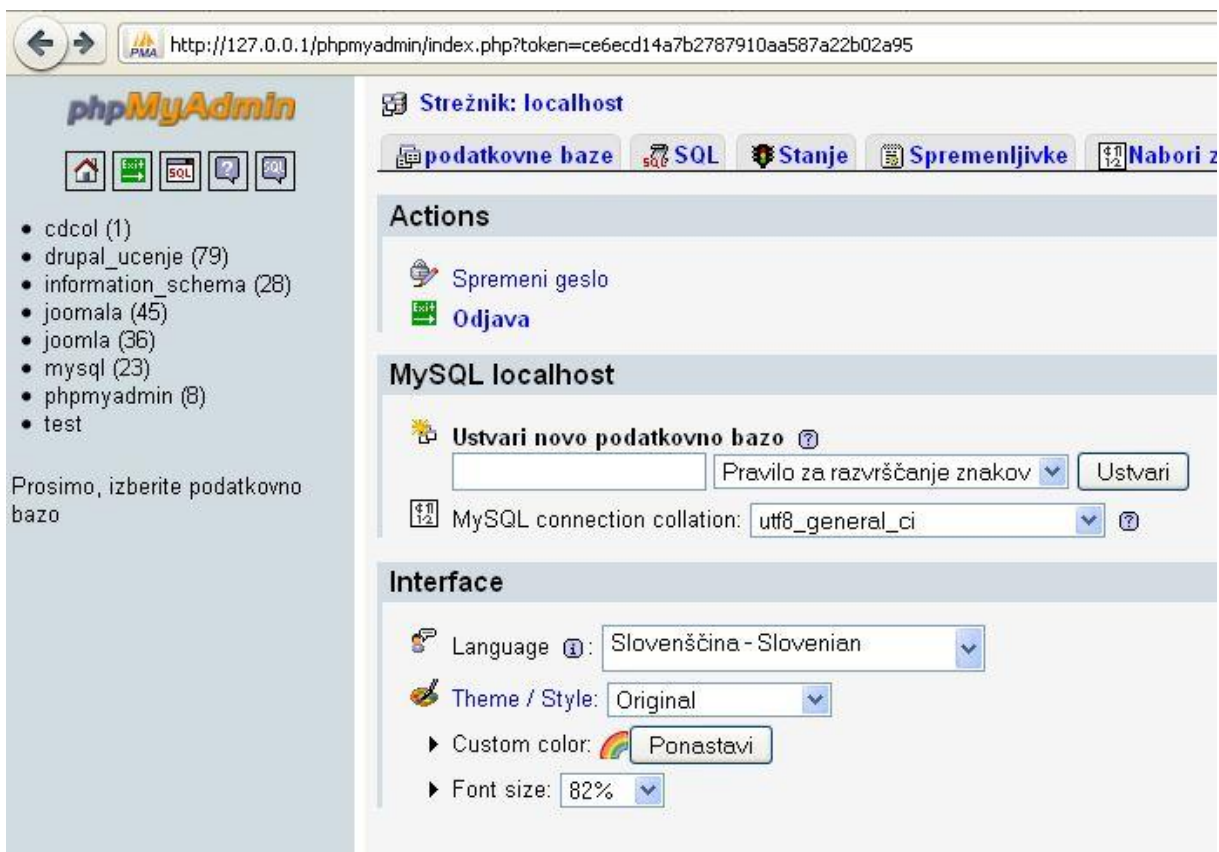 http://127.0.0.1/phpmyadmin/index.php?token=ce6ecd14a7b2787910aa587a22b02a95
phpMyAdmin
cdcol (1)
drupal_ucenje (79)
information_schema (28)
joomala (45)
joomla (36)
mysql (23)
phpmyadmin (8)
test
Prosimo, izberite podatkovno
bazo
Strežnik: localhost
podatkovne baze SQL Stanje Spremenljivke Nabori z
Actions
Spremeni geslo
Odjava
MySQL localhost
Ustvari novo podatkovno bazo
Pravilo za razvrščanje znakov Ustvari
MySQL connection collation: utf8_general_ci
Interface
Language : Slovenščina - Slovenian
Theme / Style: Original
Custom color: Ponastavi
Font size: 82%